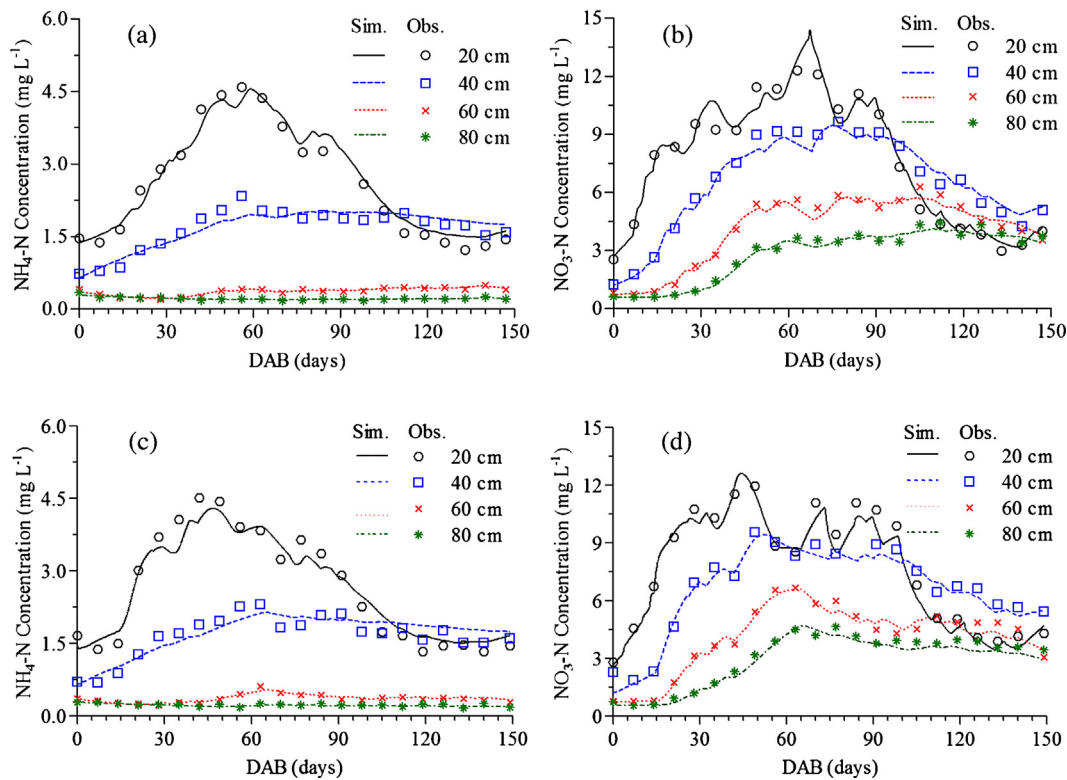 (a)
Sim. Obs.
20 cm
40 cm
60 cm
80 cm
NH₄-N Concentration (mg L⁻¹)
6.0
4.5
3.0
1.5
0.0
0 30 60 90 120 150
DAB (days)
(b)
Sim. Obs.
20 cm
40 cm
60 cm
80 cm
NO₃-N Concentration (mg L⁻¹)
15
12
9
6
3
0
0 30 60 90 120 150
DAB (days)
(c)
Sim. Obs.
20 cm
40 cm
60 cm
80 cm
NH₄-N Concentration (mg L⁻¹)
6.0
4.5
3.0
1.5
0.0
0 30 60 90 120 150
DAB (days)
(d)
Sim. Obs.
20 cm
40 cm
60 cm
80 cm
NO₃-N Concentration (mg L⁻¹)
15
12
9
6
3
0
0 30 60 90 120 150
DAB (days)